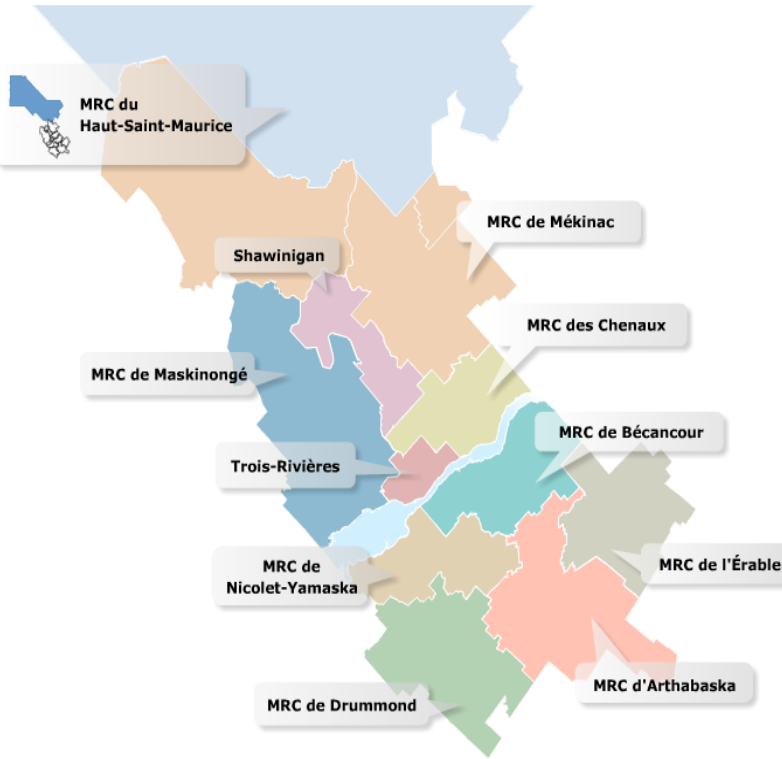 MRC du
Haut-Saint-Maurice
MRC de Mékinac
Shawinigan
MRC des Chenaux
MRC de Maskinongé
MRC de Bécancour
Trois-Rivières
MRC de l'Érable
MRC de
Nicolet-Yamaska
MRC d'Arthabaska
MRC de Drummond